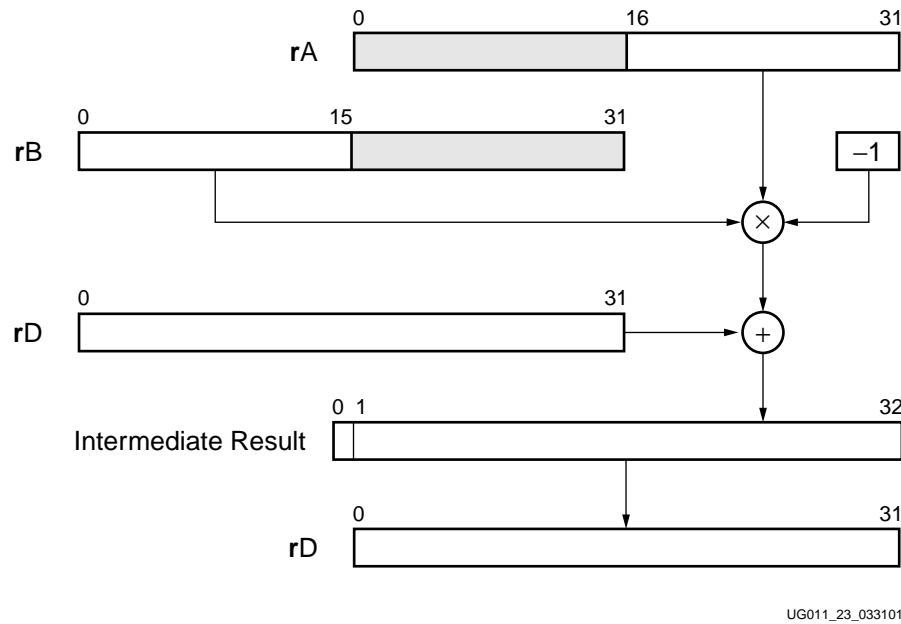 0 16 31
rA
0 15 31
rB −1
×
0 31
rD +
0 1 32
Intermediate Result
0 31
rD
UG011_23_033101